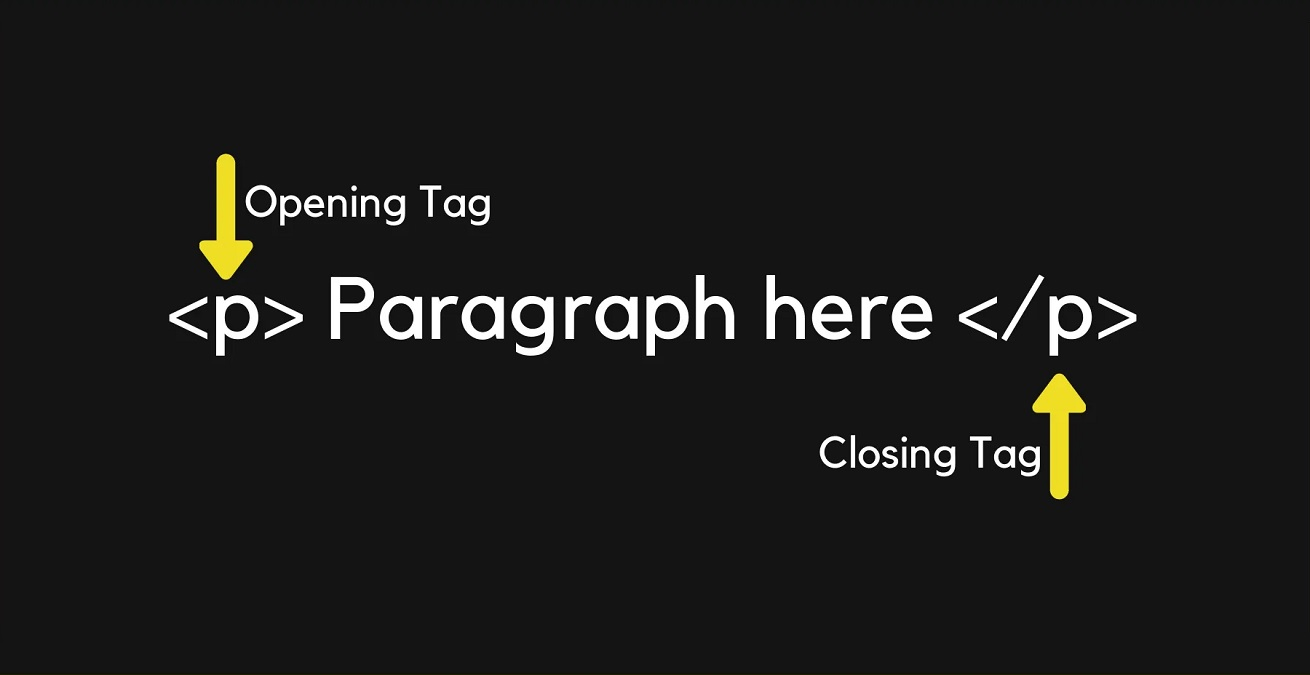 Opening Tag
<p> Paragraph here </p>
Closing Tag